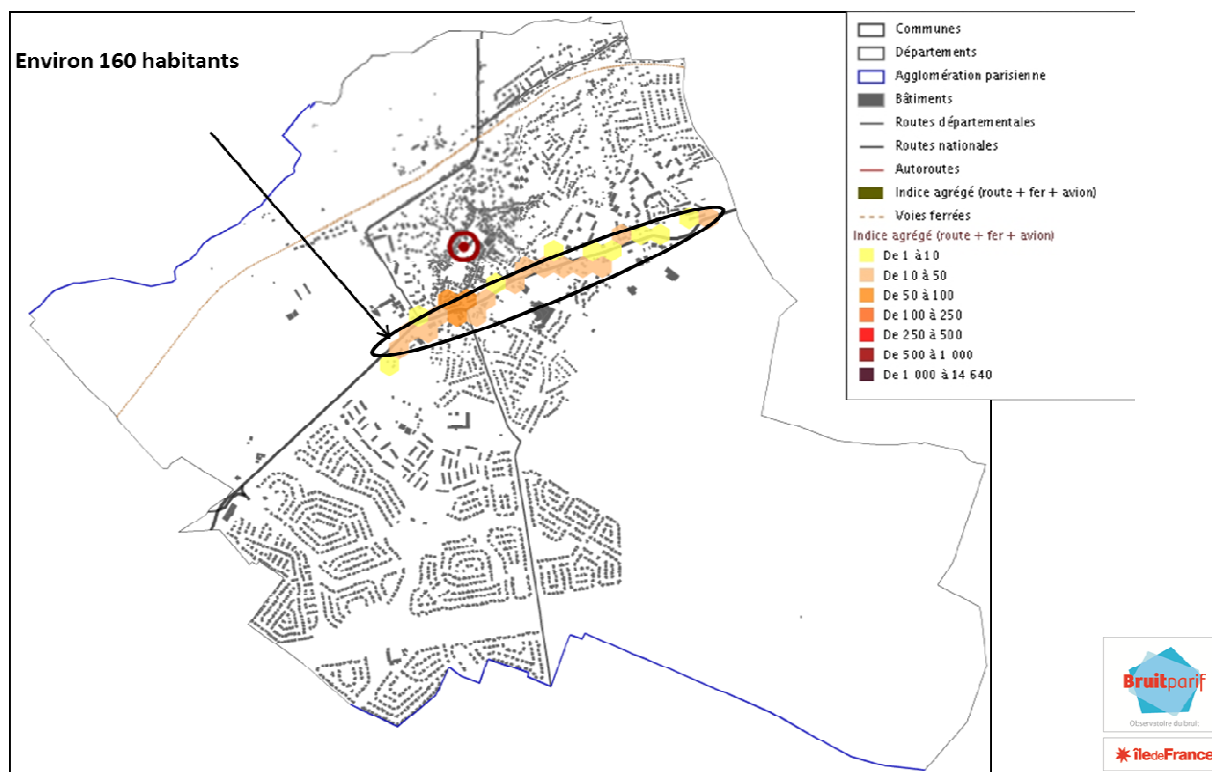 Environ 160 habitants
Communes
Départements
Agglomération parisienne
Bâtiments
Routes départementales
Routes nationales
Autoroutes
Indice agrégé (route + fer + avion)
Voies ferrées
Indice agrégé (route + fer + avion)
De 1 à 10
De 10 à 50
De 50 à 100
De 100 à 250
De 250 à 500
De 500 à 1 000
De 1 000 à 14 640
Bruitparif
Observatoire du bruit
îledeFrance